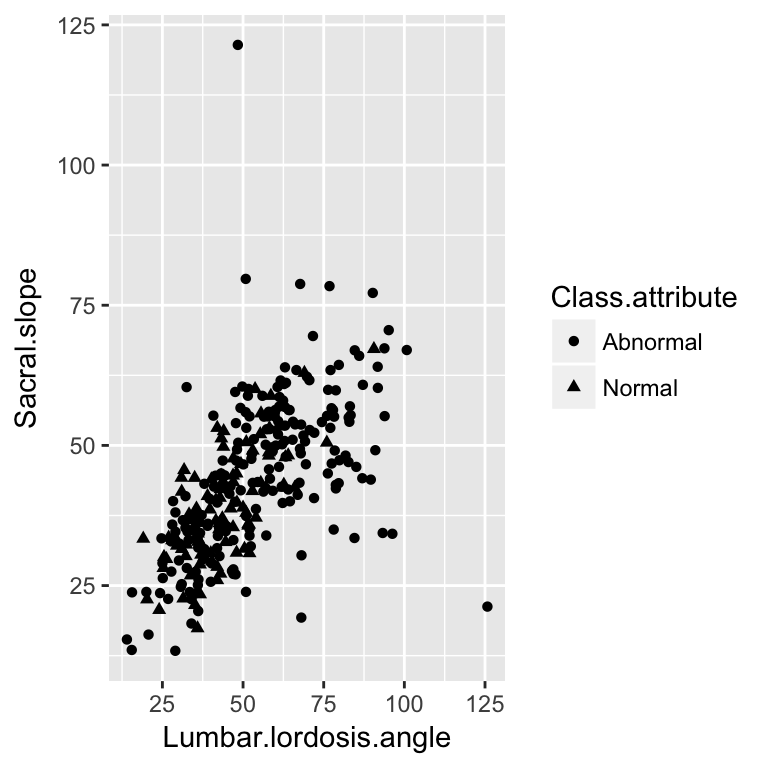 125
100
75
50
25
Sacral.slope
25 50 75 100 125
Lumbar.lordosis.angle
Class.attribute
Abnormal
Normal